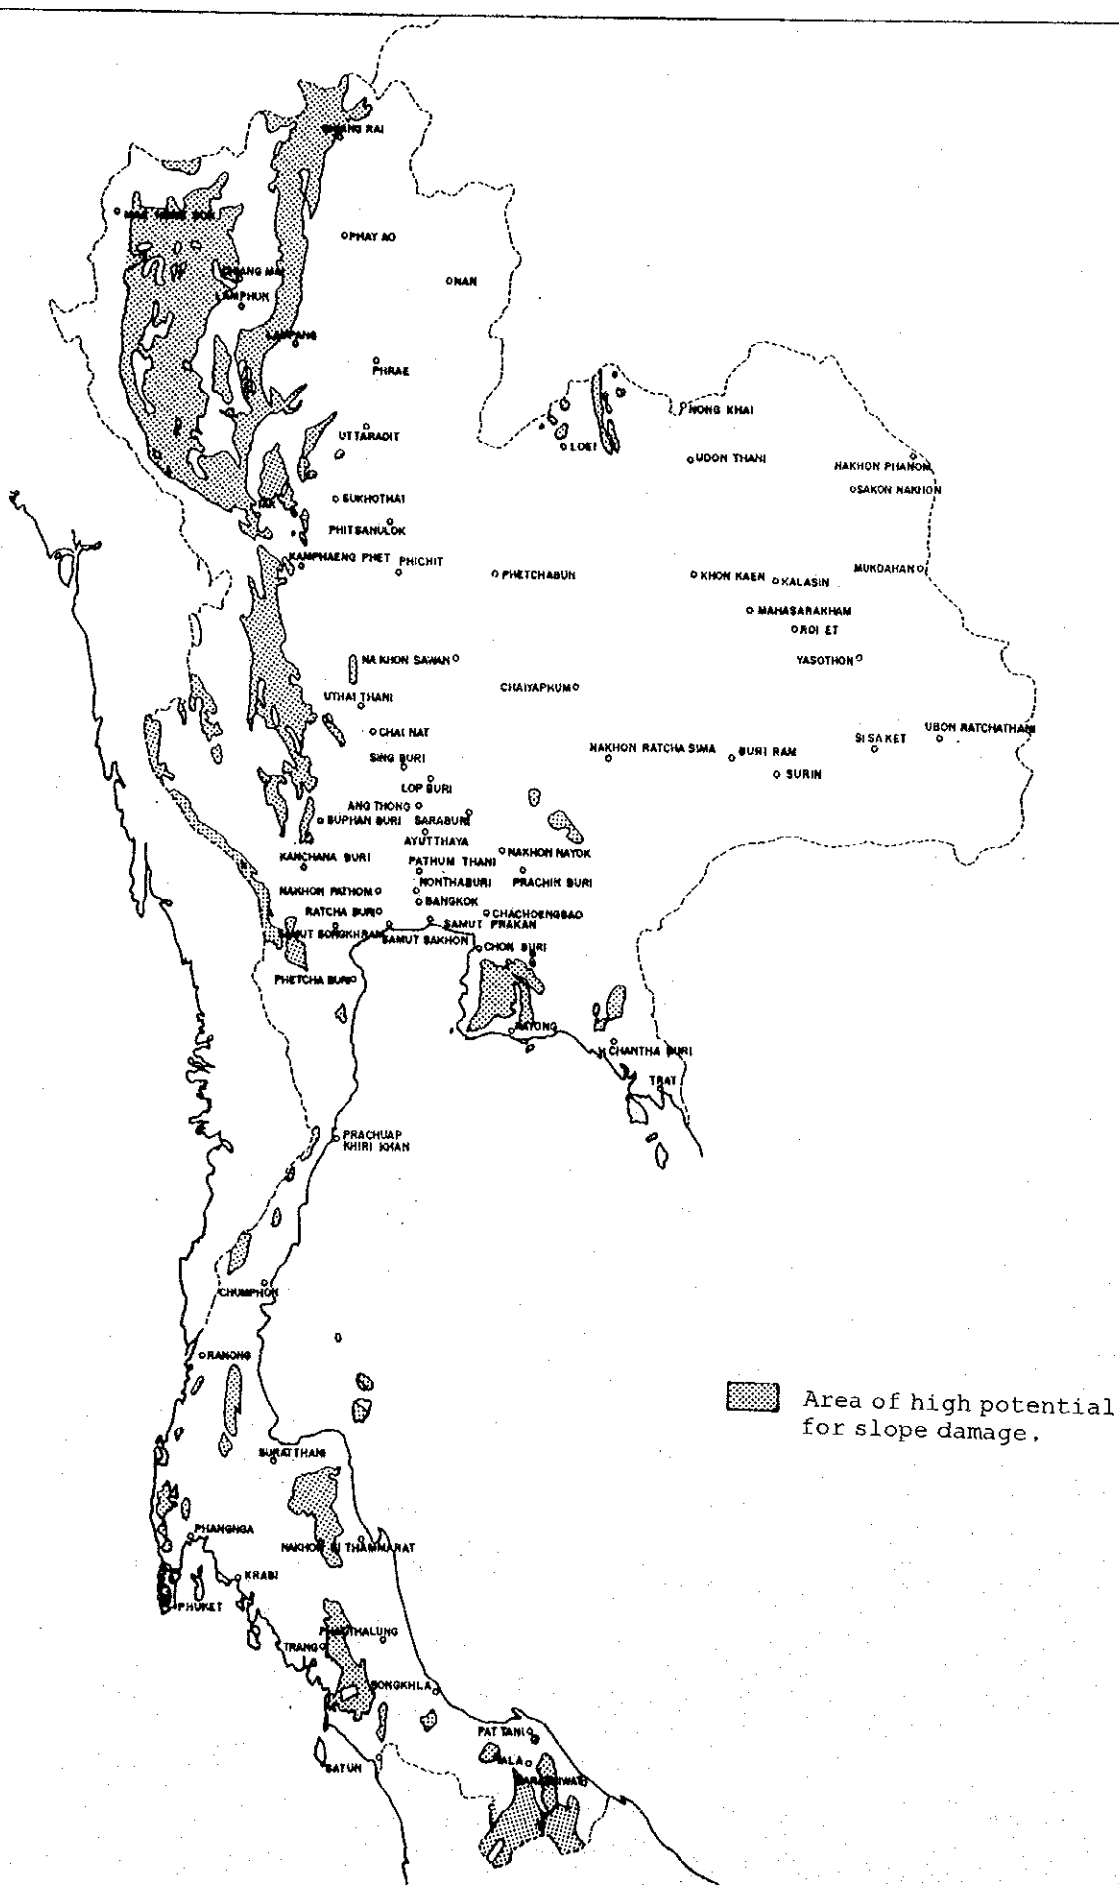 CHIANG RAI
MAE HONG SON
PHAYAO
NAN
CHIANG MAI
LAMPHUN
LAMPANG
PHRAE
NONG KHAI
UTTARADIT
LOEI
UDON THANI
NAKHON PHANOM
SAKON NAKHON
TAK
SUKHOTHAI
PHITSANULOK
KAMPHAENG PHET
PHICHIT
PHETCHABUN
KHON KAEN
KALASIN
MUKDAHAN
MAHASARAKHAM
ROI ET
NAKHON SAWAN
YASOTHON
CHAIYAPHUM
UTHAI THANI
CHAI NAT
UBON RATCHATHANI
SI SAKET
NAKHON RATCHA SIMA
BURI RAM
SING BURI
SURIN
LOP BURI
ANG THONG
SUPHAN BURI
SARABURI
AYUTTHAYA
NAKHON NAYOK
KANCHANA BURI
PATHUM THANI
NONTHABURI
PRACHIN BURI
NAKHON PATHOM
BANGKOK
RATCHA BURI
CHACHOENGSAO
SAMUT PRAKAN
SAMUT SONGKHRAM
SAMUT SAKHON
CHON BURI
PHETCHA BURI
RAYONG
CHANTHA BURI
TRAT
PRACHUAP
KHIRI KHAN
CHUMPHON
RANONG
Area of high potential
for slope damage.
SURATTHANI
PHANGNGA
NAKHON SI THAMMARAT
KRABI
PHUKET
PHATTHALUNG
TRANG
SONGKHLA
PATTANI
SATUN
YALA
NARATHIWAT